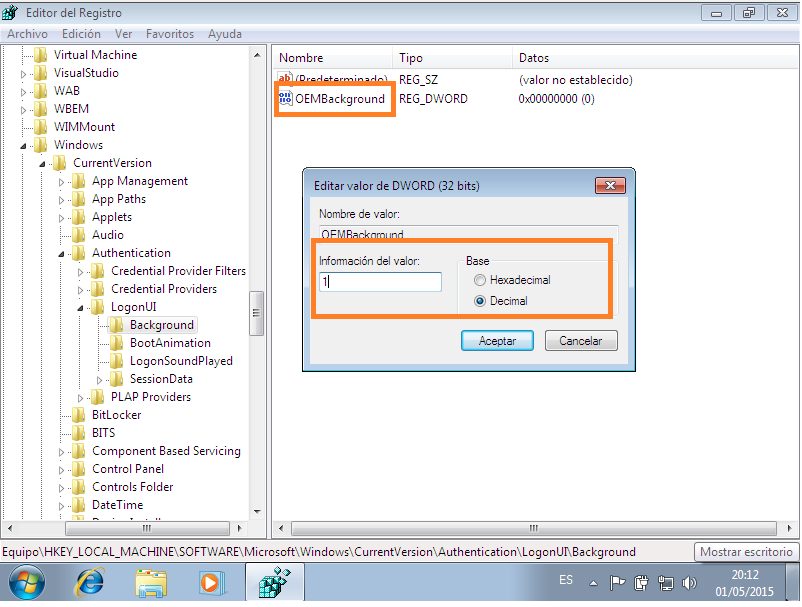 Editor del Registro
Archivo Edición Ver Favoritos Ayuda
Virtual Machine
VisualStudio
WAB
WBEM
WIMMount
Windows
CurrentVersion
App Management
App Paths
Applets
Audio
Authentication
Credential Provider Filters
Credential Providers
LogonUI
Background
BootAnimation
LogonSoundPlayed
SessionData
PLAP Providers
BitLocker
BITS
Component Based Servicing
Control Panel
Controls Folder
DateTime
Nombre Tipo Datos
ab (Predeterminado) REG_SZ (valor no establecido)
OEMBackground REG_DWORD 0x00000000 (0)
Editar valor de DWORD (32 bits)
Nombre de valor:
OEMBackground
Información del valor: Base
1 Hexadecimal
Decimal
Aceptar Cancelar
Equipo\HKEY_LOCAL_MACHINE\SOFTWARE\Microsoft\Windows\CurrentVersion\Authentication\LogonUI\Background
Mostrar escritorio
ES
20:12
01/05/2015